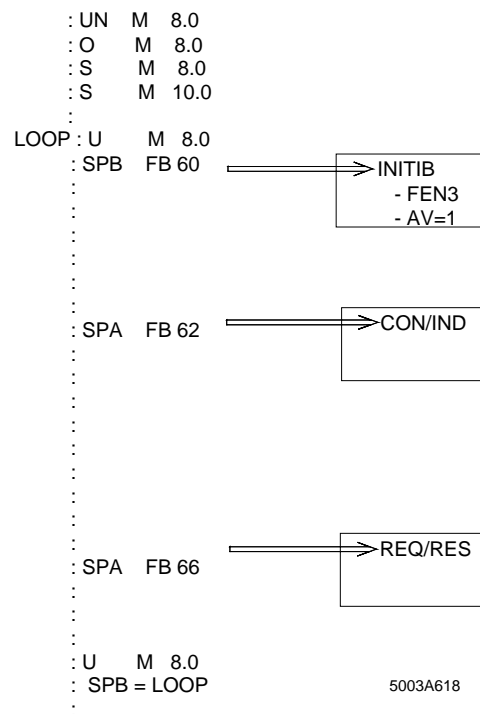 : UN M 8.0
: O M 8.0
: S M 8.0
: S M 10.0
:
LOOP : U M 8.0
: SPB FB 60
INITIB
:
- FEN3
:
- AV=1
:
:
:
:
:
: SPA FB 62
CON/IND
:
:
:
:
:
:
:
:
: SPA FB 66
REQ/RES
:
:
:
: U M 8.0
: SPB = LOOP
5003A618
: